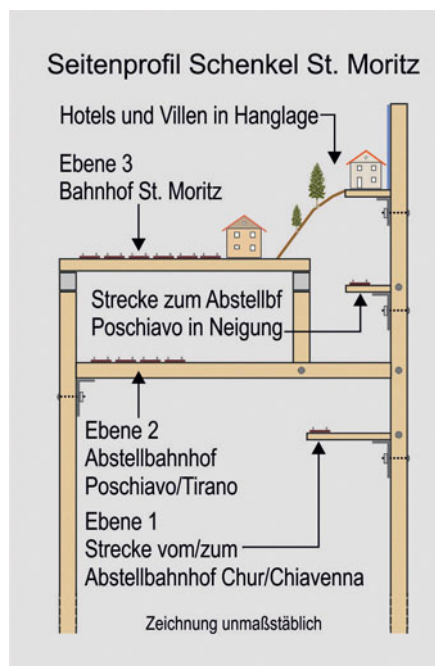 Seitenprofil Schenkel St. Moritz
Hotels und Villen in Hanglage
Ebene 3
Bahnhof St. Moritz
Strecke zum Abstellbf
Poschiavo in Neigung
Ebene 2
Abstellbahnhof
Poschiavo/Tirano
Ebene 1
Strecke vom/zum
Abstellbahnhof Chur/Chiavenna
Zeichnung unmaßstäblich